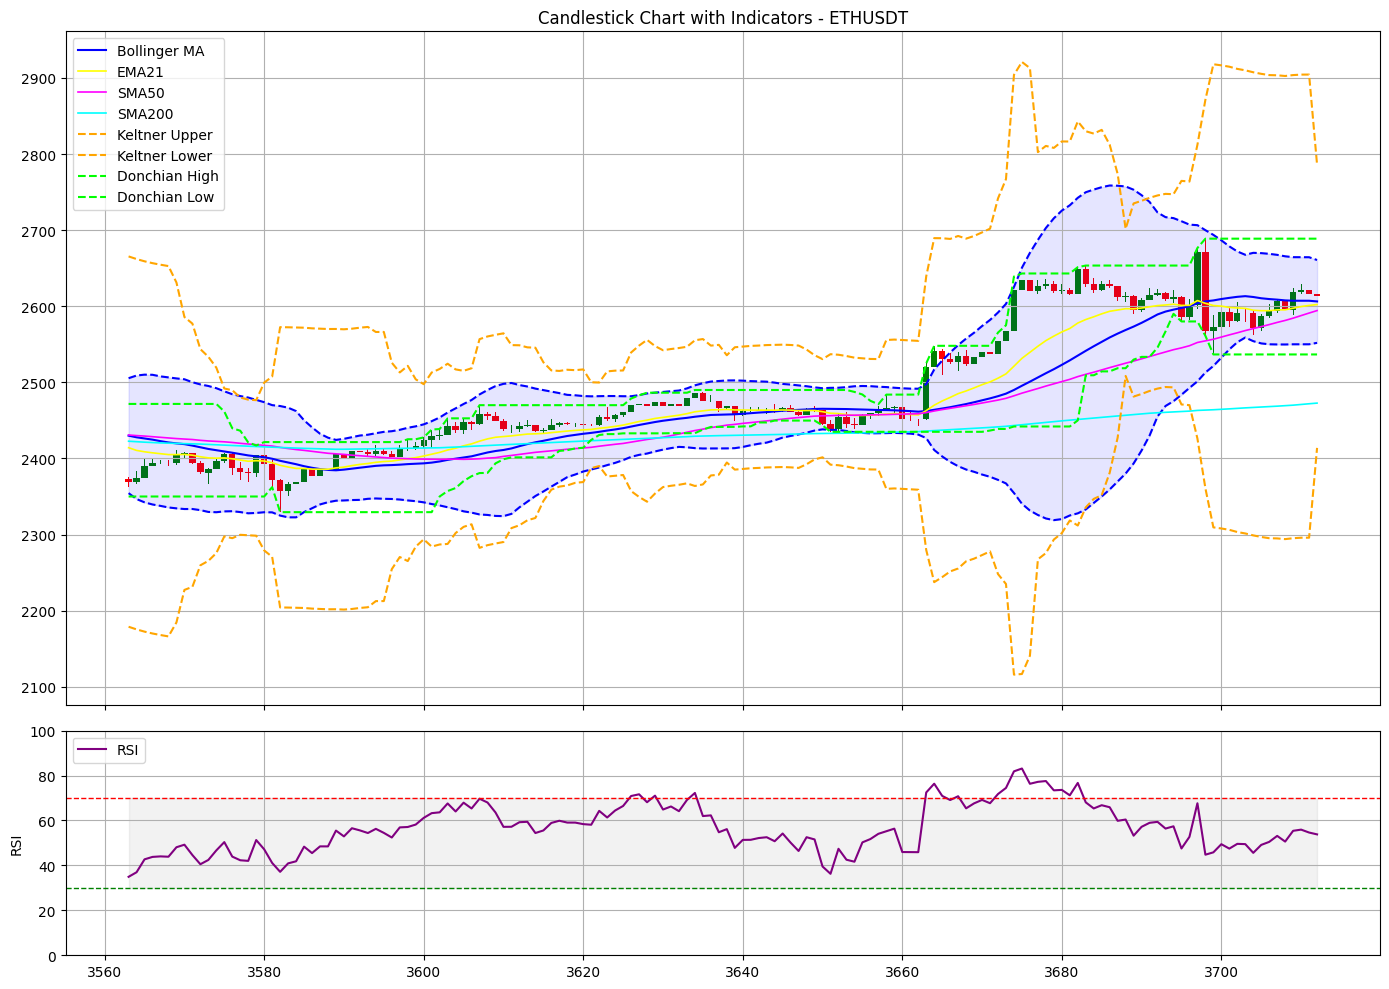 Candlestick Chart with Indicators - ETHUSDT
Bollinger MA
EMA21
SMA50
SMA200
Keltner Upper
Keltner Lower
Donchian High
Donchian Low
2900
2800
2700
2600
2500
2400
2300
2200
2100
RSI
100
80
60
40
20
0
RSI
3560 3580 3600 3620 3640 3660 3680 3700